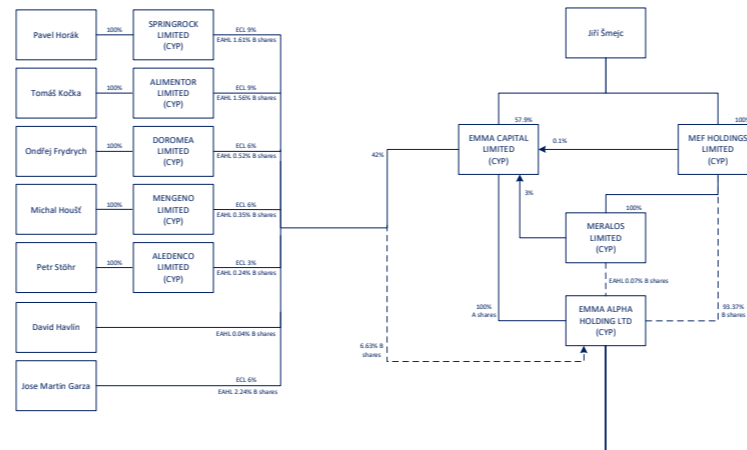 Jiří Šmejc
Pavel Horák
100%
SPRINGROCK
LIMITED
(CYP)
ECL 9%
EAHL 1.61% B shares
Tomáš Kočka
100%
ALIMENTOR
LIMITED
(CYP)
ECL 9%
EAHL 1.56% B shares
Ondřej Frydrych
100%
DOROMEA
LIMITED
(CYP)
ECL 6%
EAHL 0.52% B shares
Michal Houšť
100%
MENGENO
LIMITED
(CYP)
ECL 6%
EAHL 0.35% B shares
Petr Stöhr
100%
ALEDENCO
LIMITED
(CYP)
ECL 3%
EAHL 0.24% B shares
David Havlín
EAHL 0.04% B shares
Jose Martín Garza
ECL 6%
EAHL 2.24% B shares
42%
6.63% B
shares
57.9%
EMMA CAPITAL
LIMITED
(CYP)
0.1%
100%
MEF HOLDINGS
LIMITED
(CYP)
3%
100%
MERALOS
LIMITED
(CYP)
EAHL 0.07% B shares
100%
A shares
EMMA ALPHA
HOLDING LTD
(CYP)
93.37%
B shares